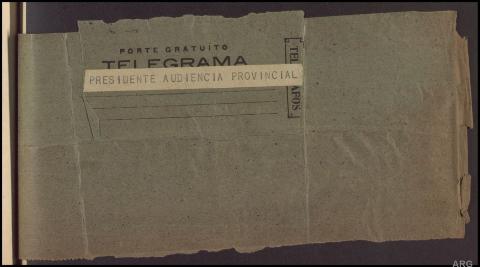 PORTE GRATUITO
TELEGRAMA
PRESIDENTE AUDIENCIA PROVINCIAL
ARG